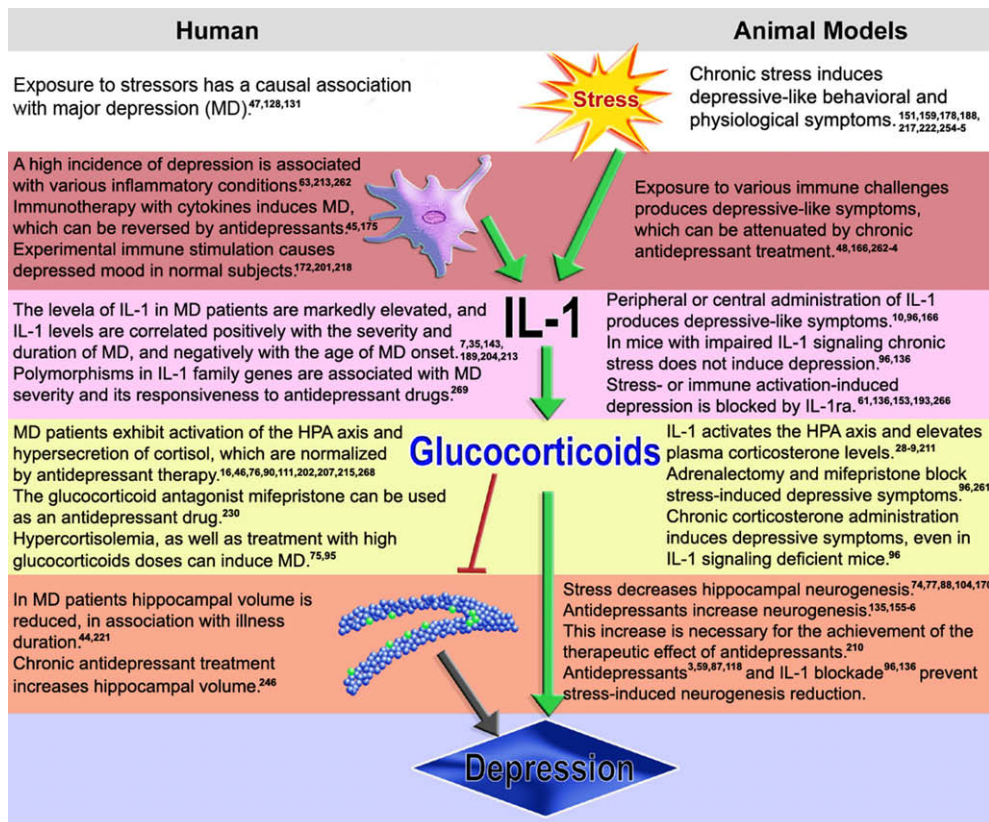 Human
Animal Models
Exposure to stressors has a causal association
with major depression (MD).47,128,131
Stress
Chronic stress induces
depressive-like behavioral and
physiological symptoms. 151,159,178,188,
217,222,254-5
A high incidence of depression is associated
with various inflammatory conditions.63,213,262
Immunotherapy with cytokines induces MD,
which can be reversed by antidepressants.45,175
Experimental immune stimulation causes
depressed mood in normal subjects.172,201,218
Exposure to various immune challenges
produces depressive-like symptoms,
which can be attenuated by chronic
antidepressant treatment.48,166,262-4
The levels of IL-1 in MD patients are markedly elevated, and
IL-1 levels are correlated positively with the severity and
duration of MD, and negatively with the age of MD onset. 7,35,143,
189,204,213
Polymorphisms in IL-1 family genes are associated with MD
severity and its responsiveness to antidepressant drugs.269
IL-1
Peripheral or central administration of IL-1
produces depressive-like symptoms.10,96,166
In mice with impaired IL-1 signaling chronic
stress does not induce depression.96,136
Stress- or immune activation-induced
depression is blocked by IL-1ra.61,136,153,193,266
MD patients exhibit activation of the HPA axis and
hypersecretion of cortisol, which are normalized
by antidepressant therapy.16,46,76,90,111,202,207,215,268
The glucocorticoid antagonist mifepristone can be used
as an antidepressant drug.230
Hypercortisolemia, as well as treatment with high
glucocorticoids doses can induce MD.75,95
Glucocorticoids
IL-1 activates the HPA axis and elevates
plasma corticosterone levels.28-9,211
Adrenalectomy and mifepristone block
stress-induced depressive symptoms.96,261
Chronic corticosterone administration
induces depressive symptoms, even in
IL-1 signaling deficient mice.96
In MD patients hippocampal volume is
reduced, in association with illness
duration.44,221
Chronic antidepressant treatment
increases hippocampal volume.246
Stress decreases hippocampal neurogenesis.74,77,88,104,170
Antidepressants increase neurogenesis.135,155-6
This increase is necessary for the achievement of the
therapeutic effect of antidepressants.210
Antidepressants3,59,87,118 and IL-1 blockade96,136 prevent
stress-induced neurogenesis reduction.
Depression